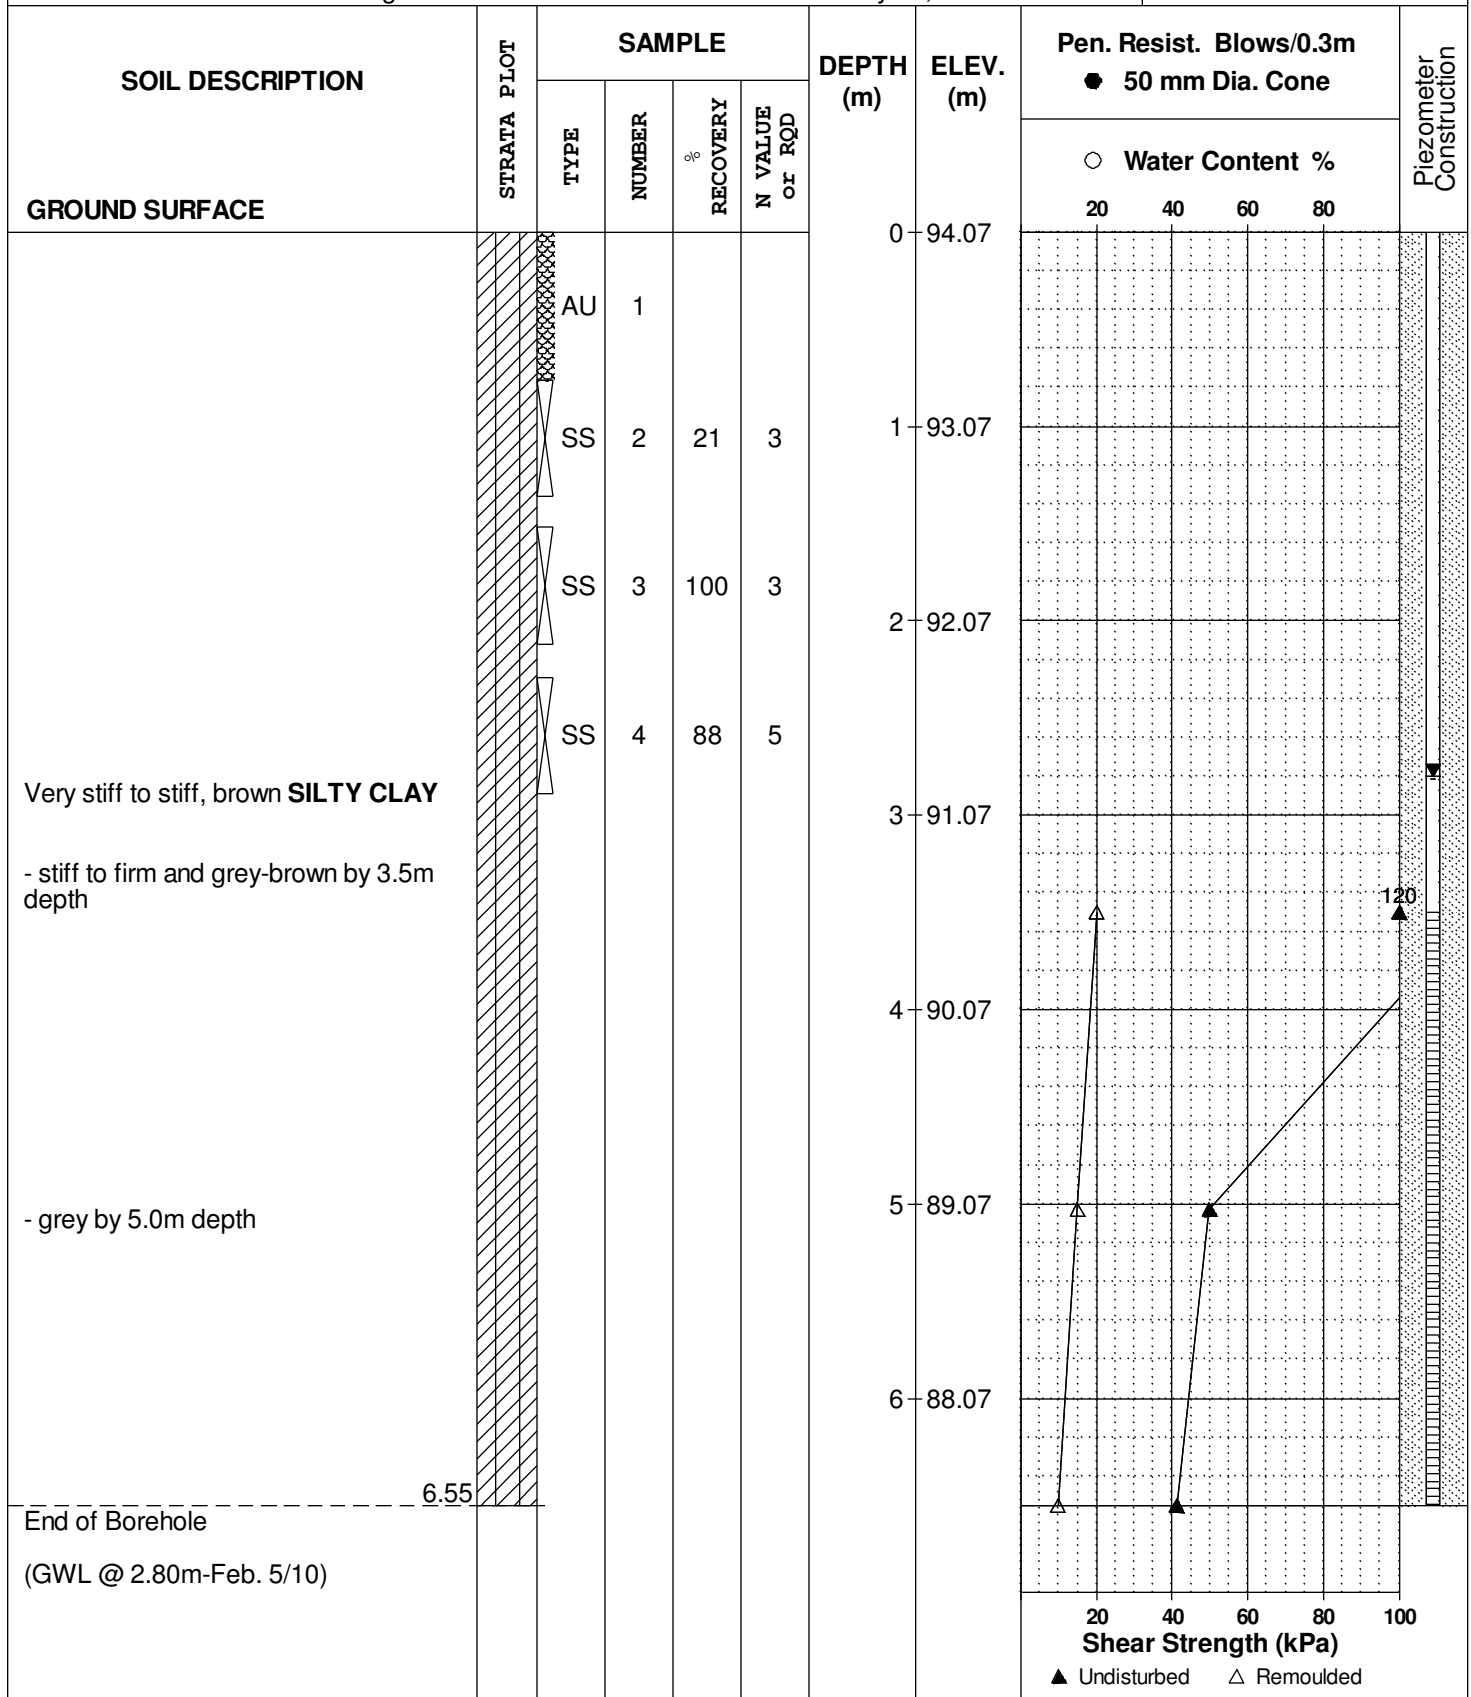 SOIL DESCRIPTION
GROUND SURFACE
STRATA PLOT
SAMPLE
TYPE
NUMBER
%
RECOVERY
N VALUE
or RQD
DEPTH
(m)
ELEV.
(m)
Pen. Resist. Blows/0.3m
● 50 mm Dia. Cone
○ Water Content %
20 40 60 80
Piezometer
Construction
0 94.07
AU 1
SS 2 21 3
1 93.07
SS 3 100 3
2 92.07
SS 4 88 5
Very stiff to stiff, brown SILTY CLAY
3 91.07
- stiff to firm and grey-brown by 3.5m
depth
120
4 90.07
5 89.07
- grey by 5.0m depth
6 88.07
6.55
End of Borehole
(GWL @ 2.80m-Feb. 5/10)
20 40 60 80 100
Shear Strength (kPa)
▲ Undisturbed △ Remoulded